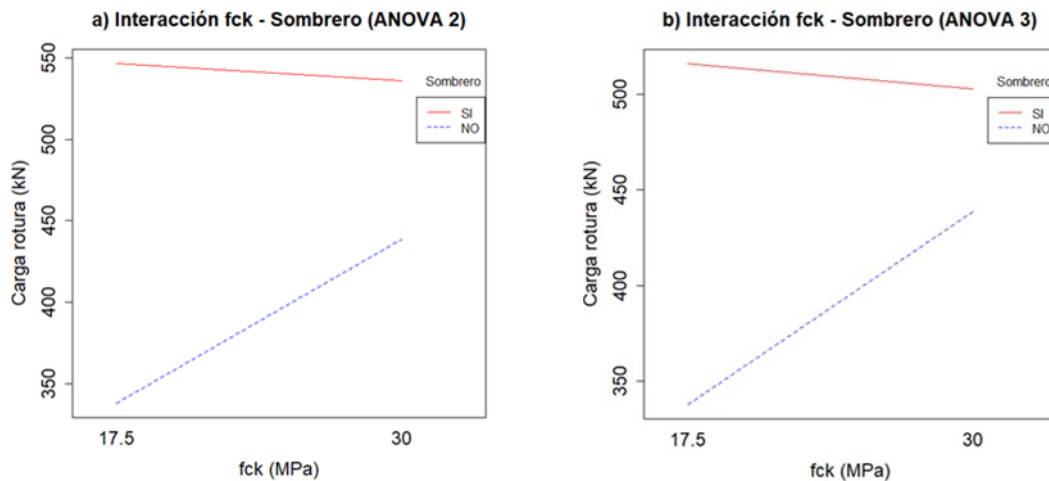 a) Interacción fck - Sombrero (ANOVA 2)
Carga rotura (kN)
550
500
450
400
350
Sombrero
SI
NO
17.5
30
fck (MPa)
b) Interacción fck - Sombrero (ANOVA 3)
Carga rotura (kN)
500
450
400
350
Sombrero
SI
NO
17.5
30
fck (MPa)